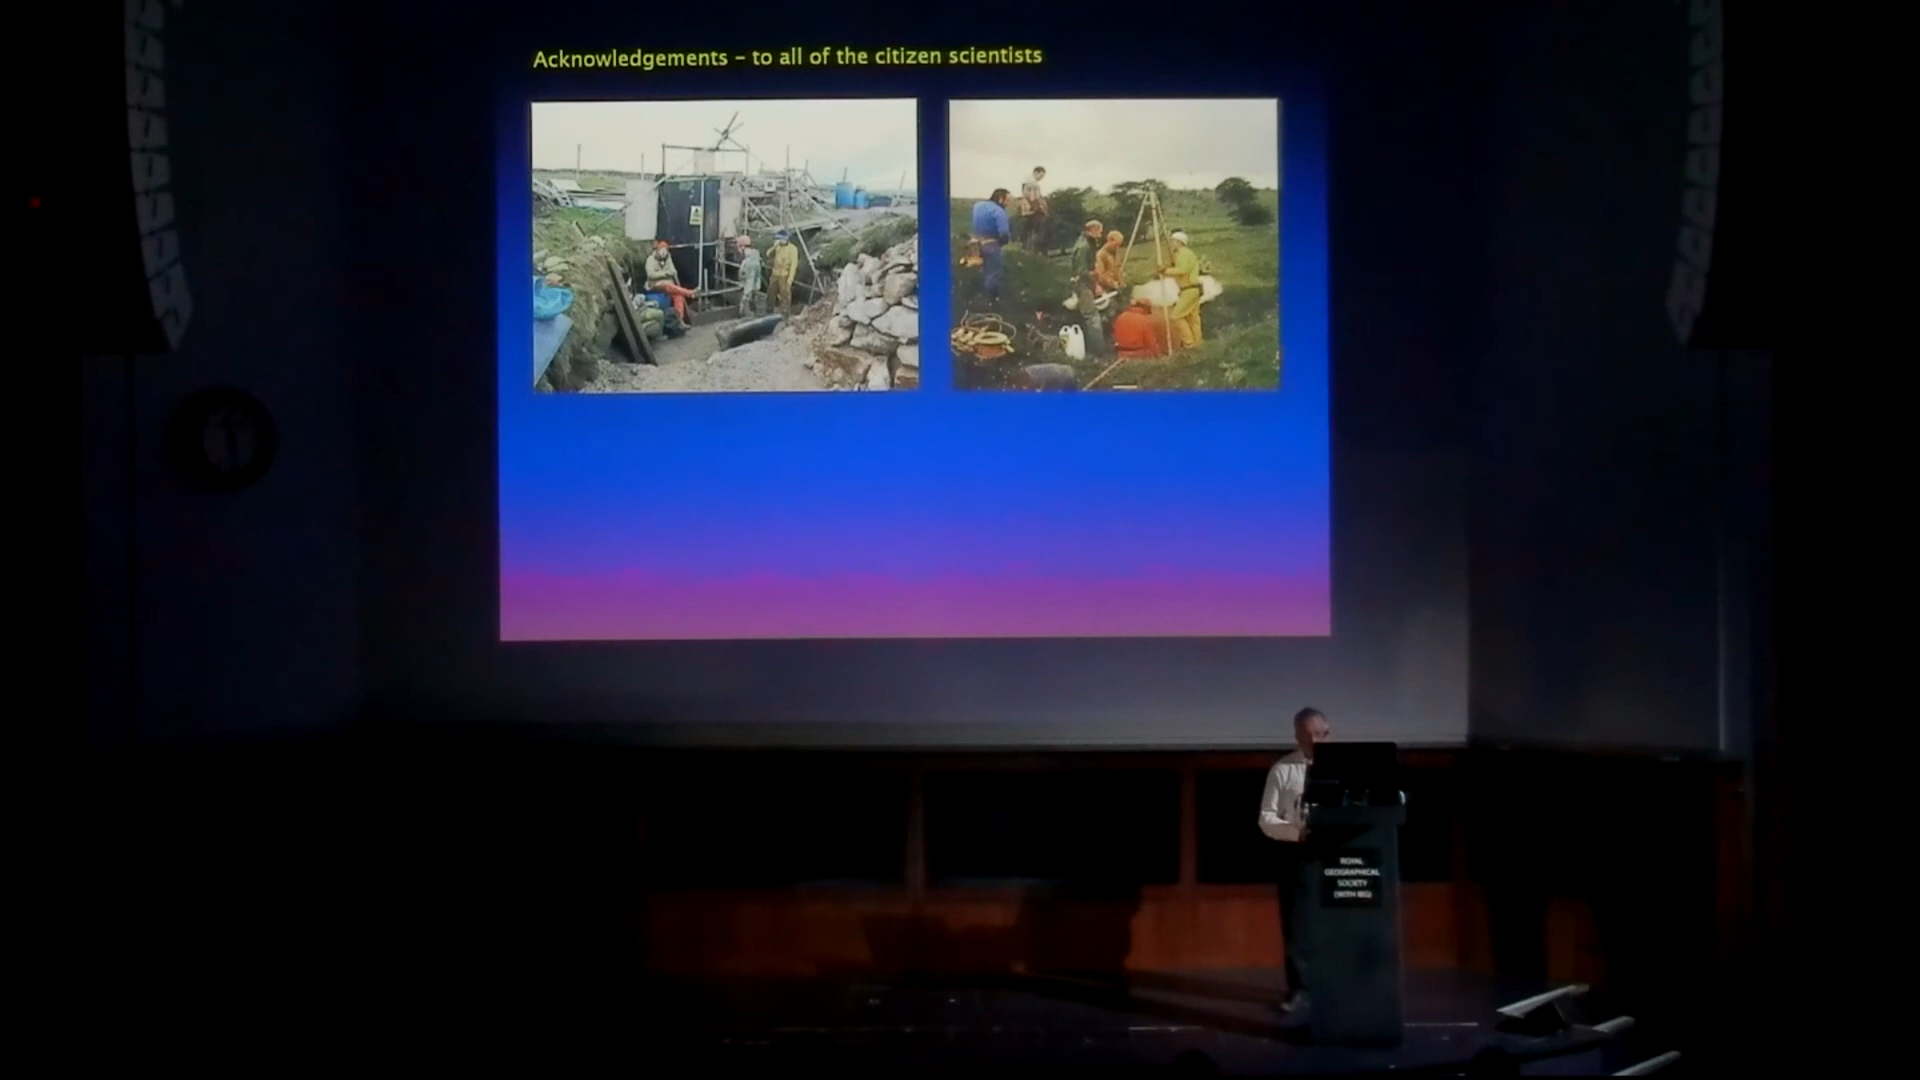 Acknowledgements – to all of the citizen scientists
ROYAL
GEOGRAPHICAL
SOCIETY
(WITH IBG)